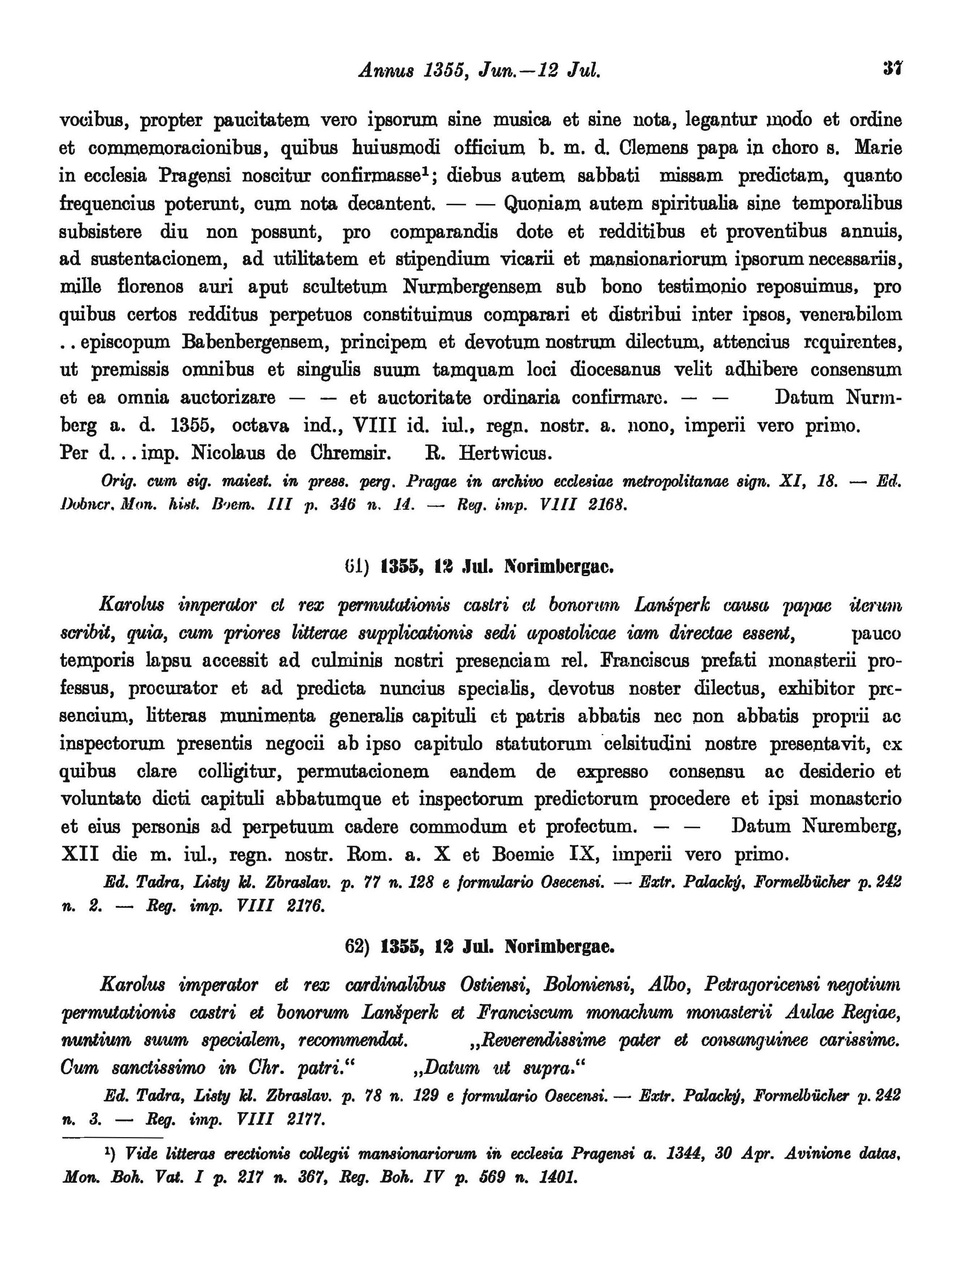 Annus 1355, Jun.—12 Jul. 37
vocibus, propter paucitatem vero ipsorum sine musica et sine nota, legantur modo et ordine
et commemoracionibus, quibus huiusmodi officium b. m. d. Clemens papa in choro s. Marie
in ecclesia Pragensi noscitur confirmasse¹; diebus autem sabbati missam predictam, quanto
frequencius poterunt, cum nota decantent. — — Quoniam autem spiritualia sine temporalibus
subsistere diu non possunt, pro comparandis dote et redditibus et proventibus annuis,
ad sustentacionem, ad utilitatem et stipendium vicarii et mansionariorum ipsorum necessariis,
mille florenos auri aput scultetum Nurmbergensem sub bono testimonio reposuimus, pro
quibus certos redditus perpetuos constituimus comparari et distribui inter ipsos, venerabilem
. . episcopum Babenbergensem, principem et devotum nostrum dilectum, attencius requirentes,
ut premissis omnibus et singulis suum tamquam loci diocesanus velit adhibere consensum
et ea omnia auctorizare — — et auctoritate ordinaria confirmare. — — Datum Nurm-
berg a. d. 1355, octava ind., VIII id. iul., regn. nostr. a. nono, imperii vero primo.
Per d. . . imp. Nicolaus de Chremsir. R. Hertwicus.
Orig. cum sig. maiest. in press. perg. Pragae in archivo ecclesiae metropolitanae sign. XI, 18. — Ed.
Dobner, Mon. hist. Boem. III p. 346 n. 14. — Reg. imp. VIII 2168.
61) 1355, 12 Jul. Norimbergae.
Karolus imperator et rex permutationis castri et bonorum Lanšperk causa papae iterum
scribit, quia, cum priores litterae supplicationis sedi apostolicae iam directae essent, pauco
temporis lapsu accessit ad culminis nostri presenciam rel. Franciscus prefati monasterii pro-
fessus, procurator et ad predicta nuncius specialis, devotus noster dilectus, exhibitor pre-
sencium, litteras munimenta generalis capituli et patris abbatis nec non abbatis proprii ac
inspectorum presentis negocii ab ipso capitulo statutorum celsitudini nostre presentavit, ex
quibus clare colligitur, permutacionem eandem de expresso consensu ac desiderio et
voluntate dicti capituli abbatumque et inspectorum predictorum procedere et ipsi monasterio
et eius personis ad perpetuum cadere commodum et profectum. — — Datum Nuremberg,
XII die m. iul., regn. nostr. Rom. a. X et Boemie IX, imperii vero primo.
Ed. Tadra, Listy kl. Zbraslav. p. 77 n. 128 e formulario Osecensi. — Extr. Palacký, Formelbücher p. 242
n. 2. — Reg. imp. VIII 2176.
62) 1355, 12 Jul. Norimbergae.
Karolus imperator et rex cardinalibus Ostiensi, Boloniensi, Albo, Petragoricensi negotium
permutationis castri et bonorum Lanšperk et Franciscum monachum monasterii Aulae Regiae,
nuntium suum specialem, recommendat. „Reverendissime pater et consanguinee carissime.
Cum sanctissimo in Chr. patri.“ „Datum ut supra.“
Ed. Tadra, Listy kl. Zbraslav. p. 78 n. 129 e formulario Osecensi. — Extr. Palacký, Formelbücher p. 242
n. 3. — Reg. imp. VIII 2177.
¹) Vide litteras erectionis collegii mansionariorum in ecclesia Pragensi a. 1344, 30 Apr. Avinione datas,
Mon. Boh. Vat. I p. 217 n. 367, Reg. Boh. IV p. 569 n. 1401.